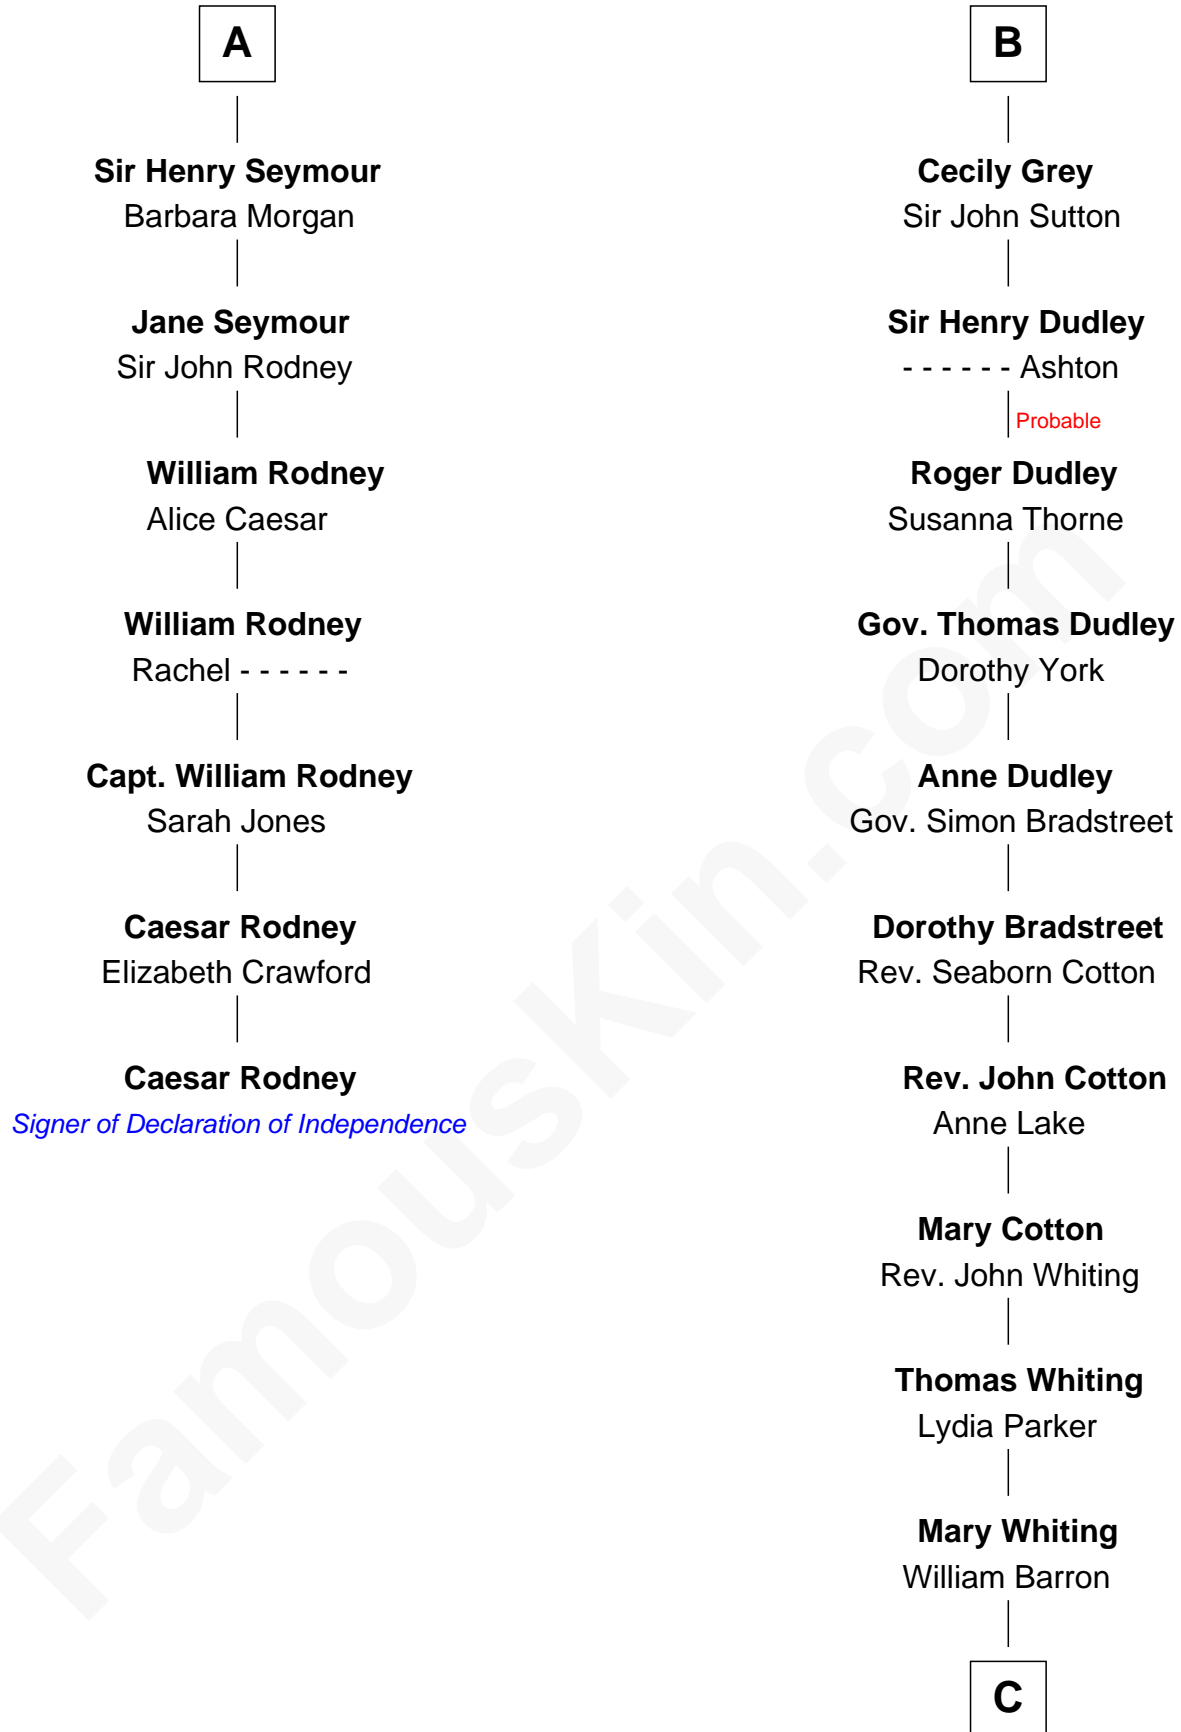 A
Sir Henry Seymour
Barbara Morgan
Jane Seymour
Sir John Rodney
William Rodney
Alice Caesar
William Rodney
Rachel - - - - - -
Capt. William Rodney
Sarah Jones
Caesar Rodney
Elizabeth Crawford
Caesar Rodney
Signer of Declaration of Independence
B
Cecily Grey
Sir John Sutton
Sir Henry Dudley
- - - - - - Ashton
Probable
Roger Dudley
Susanna Thorne
Gov. Thomas Dudley
Dorothy York
Anne Dudley
Gov. Simon Bradstreet
Dorothy Bradstreet
Rev. Seaborn Cotton
Rev. John Cotton
Anne Lake
Mary Cotton
Rev. John Whiting
Thomas Whiting
Lydia Parker
Mary Whiting
William Barron
C
FamousKin.com